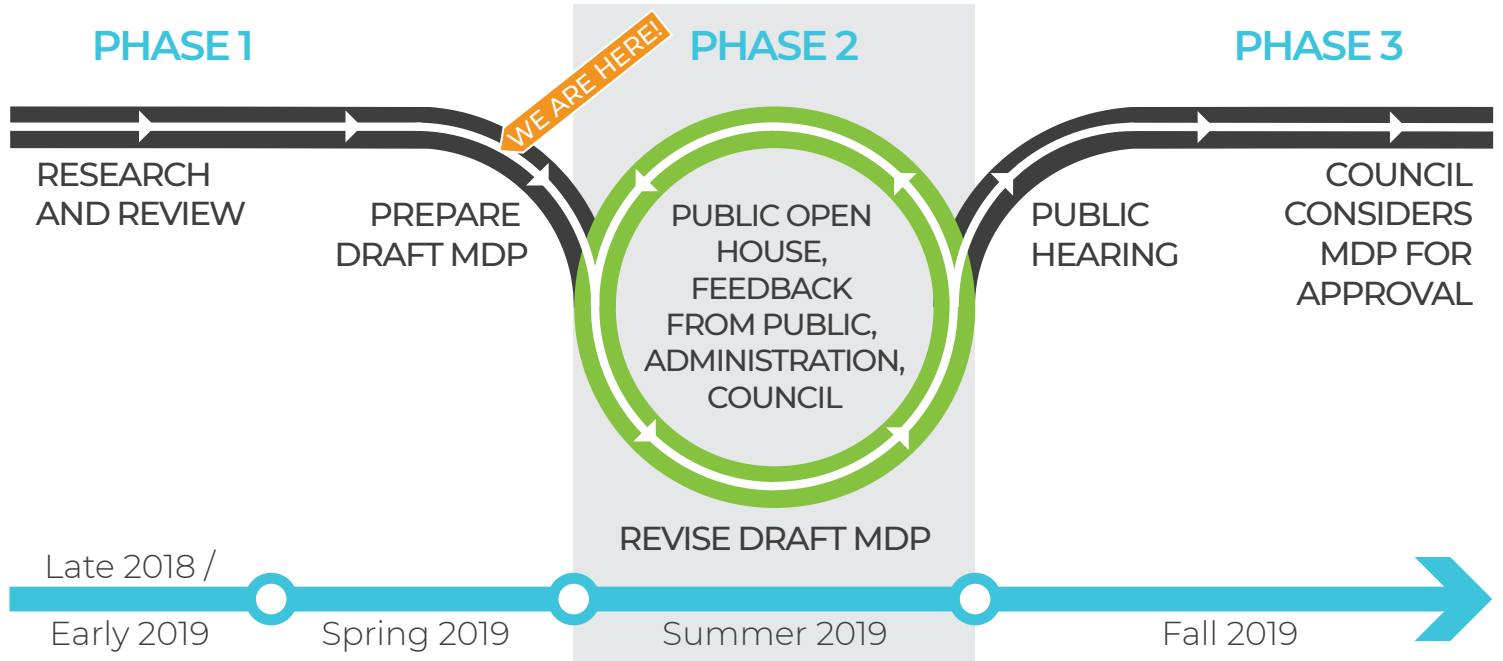 PHASE 1
WE ARE HERE!
PHASE 2
PHASE 3
RESEARCH
AND REVIEW
PREPARE
DRAFT MDP
PUBLIC OPEN
HOUSE,
FEEDBACK
FROM PUBLIC,
ADMINISTRATION,
COUNCIL
REVISE DRAFT MDP
PUBLIC
HEARING
COUNCIL
CONSIDERS
MDP FOR
APPROVAL
Late 2018 /
Early 2019
Spring 2019
Summer 2019
Fall 2019